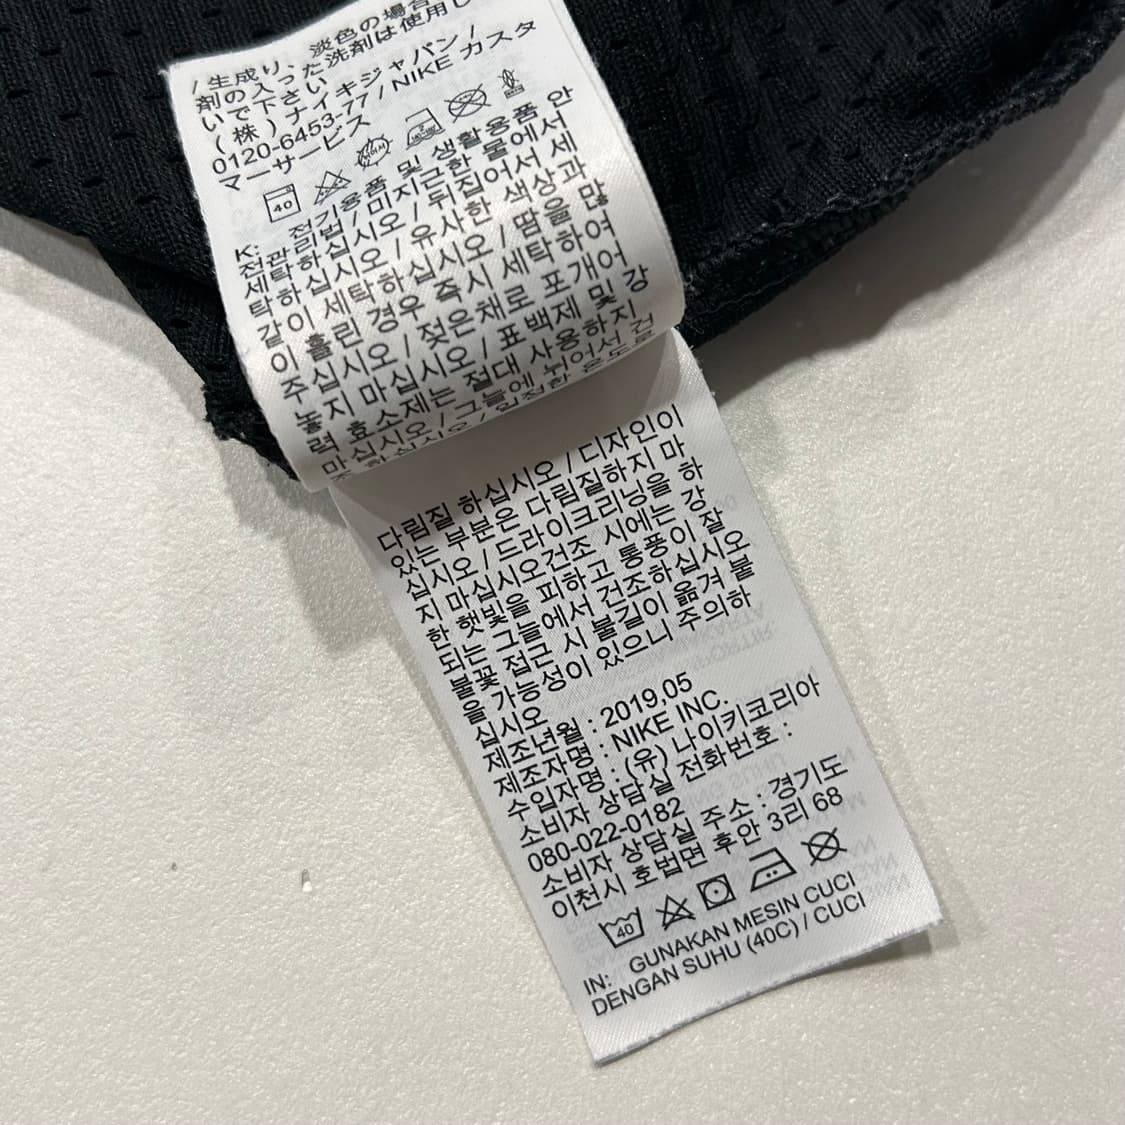 淡色の場合
/ 生成り、
剤の入った洗剤は使用し
いで下さい
(株) ナイキジャパン /
0120-6453-77 / NIKE カスタ
マーサービス
40
K: 전기용품 및 생활용품 안
전관리법 / 미지근한 물에서
세탁하십시오 / 뒤집어서 세
탁하십시오 / 유사한 색상과
같이 세탁하십시오 / 땀을 많
이 흘린 경우 즉시 세탁하여
주십시오 / 젖은채로 포개어
놓지 마십시오 / 표백제 및 강
력 효소제는 절대 사용하지
마십시오 / 그늘에 뉘어서 건
하십시오 / 적정한 온도로
다림질 하십시오 / 디자인이
있는 부분은 다림질하지 마
십시오 / 드라이크리닝을 하
지 마십시오건조 시에는 강
한 햇빛을 피하고 통풍이 잘
되는 그늘에서 건조하십시오
불꽃 접근 시 불길이 옮겨 붙
을 가능성이 있으니 주의하
십시오
제조년월 : 2019.05
제조자명 : NIKE INC.
수입자명 : (유) 나이키코리아
소비자 상담실 전화번호 :
080-022-0182
소비자 상담실 주소 : 경기도
이천시 호법면 후안 3리 68
40
IN: GUNAKAN MESIN CUCI
DENGAN SUHU (40C) / CUCI